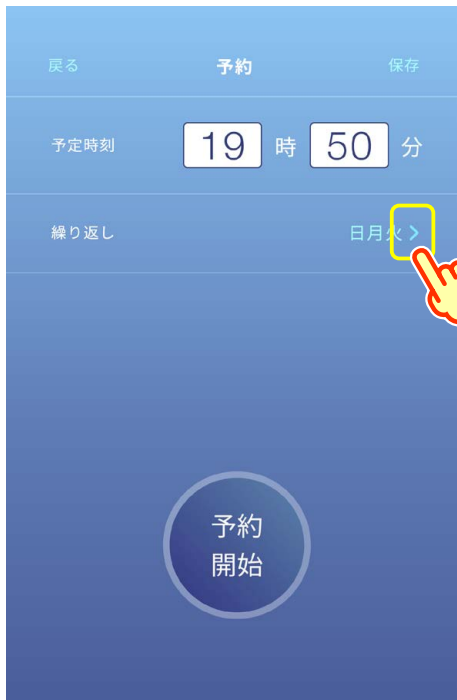 戻る 予約 保存
予定時刻 19 時 50 分
繰り返し 日月火 >
予約
開始